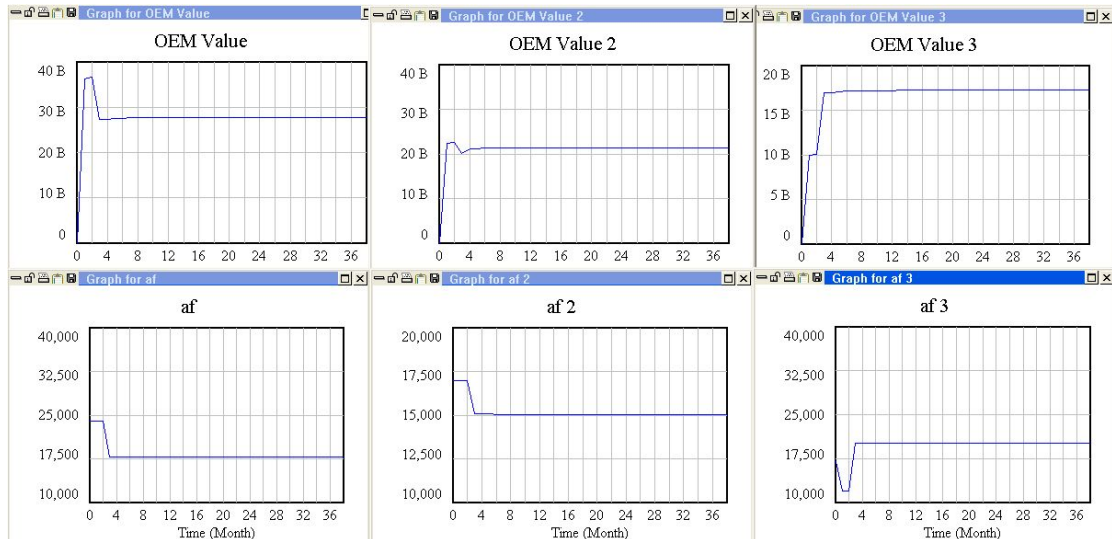 Graph for OEM Value
OEM Value
40 B
30 B
20 B
10 B
0
0 4 8 12 16 20 24 28 32 36
Graph for OEM Value 2
OEM Value 2
40 B
30 B
20 B
10 B
0
0 4 8 12 16 20 24 28 32 36
Graph for OEM Value 3
OEM Value 3
20 B
15 B
10 B
5 B
0
0 4 8 12 16 20 24 28 32 36
Graph for af
af
40,000
32,500
25,000
17,500
10,000
0 4 8 12 16 20 24 28 32 36
Time (Month)
Graph for af 2
af 2
20,000
17,500
15,000
12,500
10,000
0 4 8 12 16 20 24 28 32 36
Time (Month)
Graph for af 3
af 3
40,000
32,500
25,000
17,500
10,000
0 4 8 12 16 20 24 28 32 36
Time (Month)